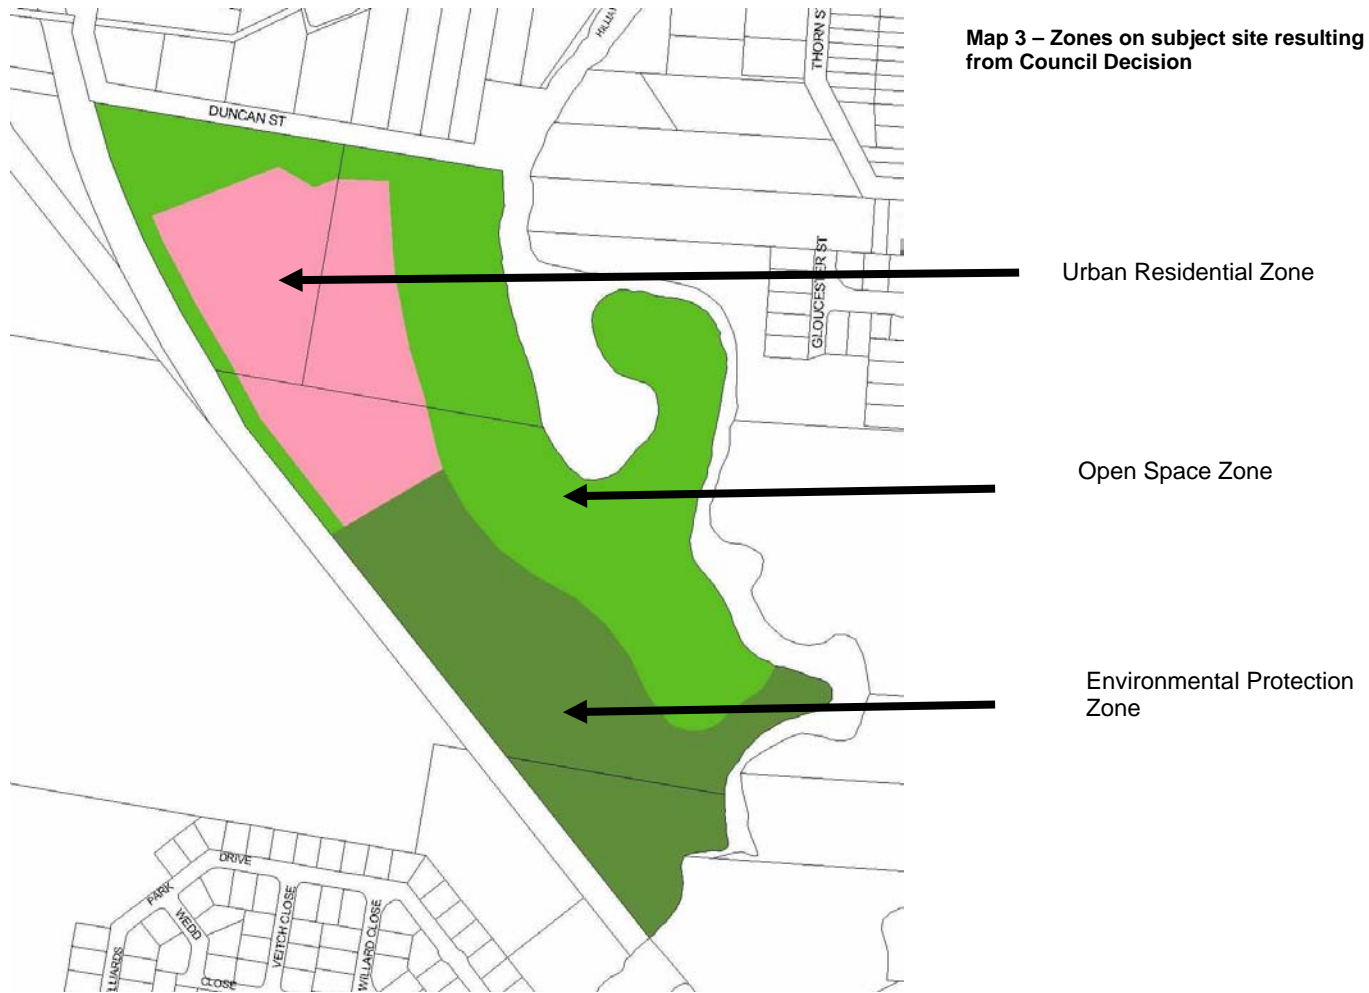 Map 3 – Zones on subject site resulting
from Council Decision
THORN S
DUNCAN ST
GLOUCESTER ST
Urban Residential Zone
Open Space Zone
Environmental Protection
Zone
DRIVE
PARK
WEDD
VEITCH CLOSE
WILLARD CLOSE
LLIARDS
CLOSE